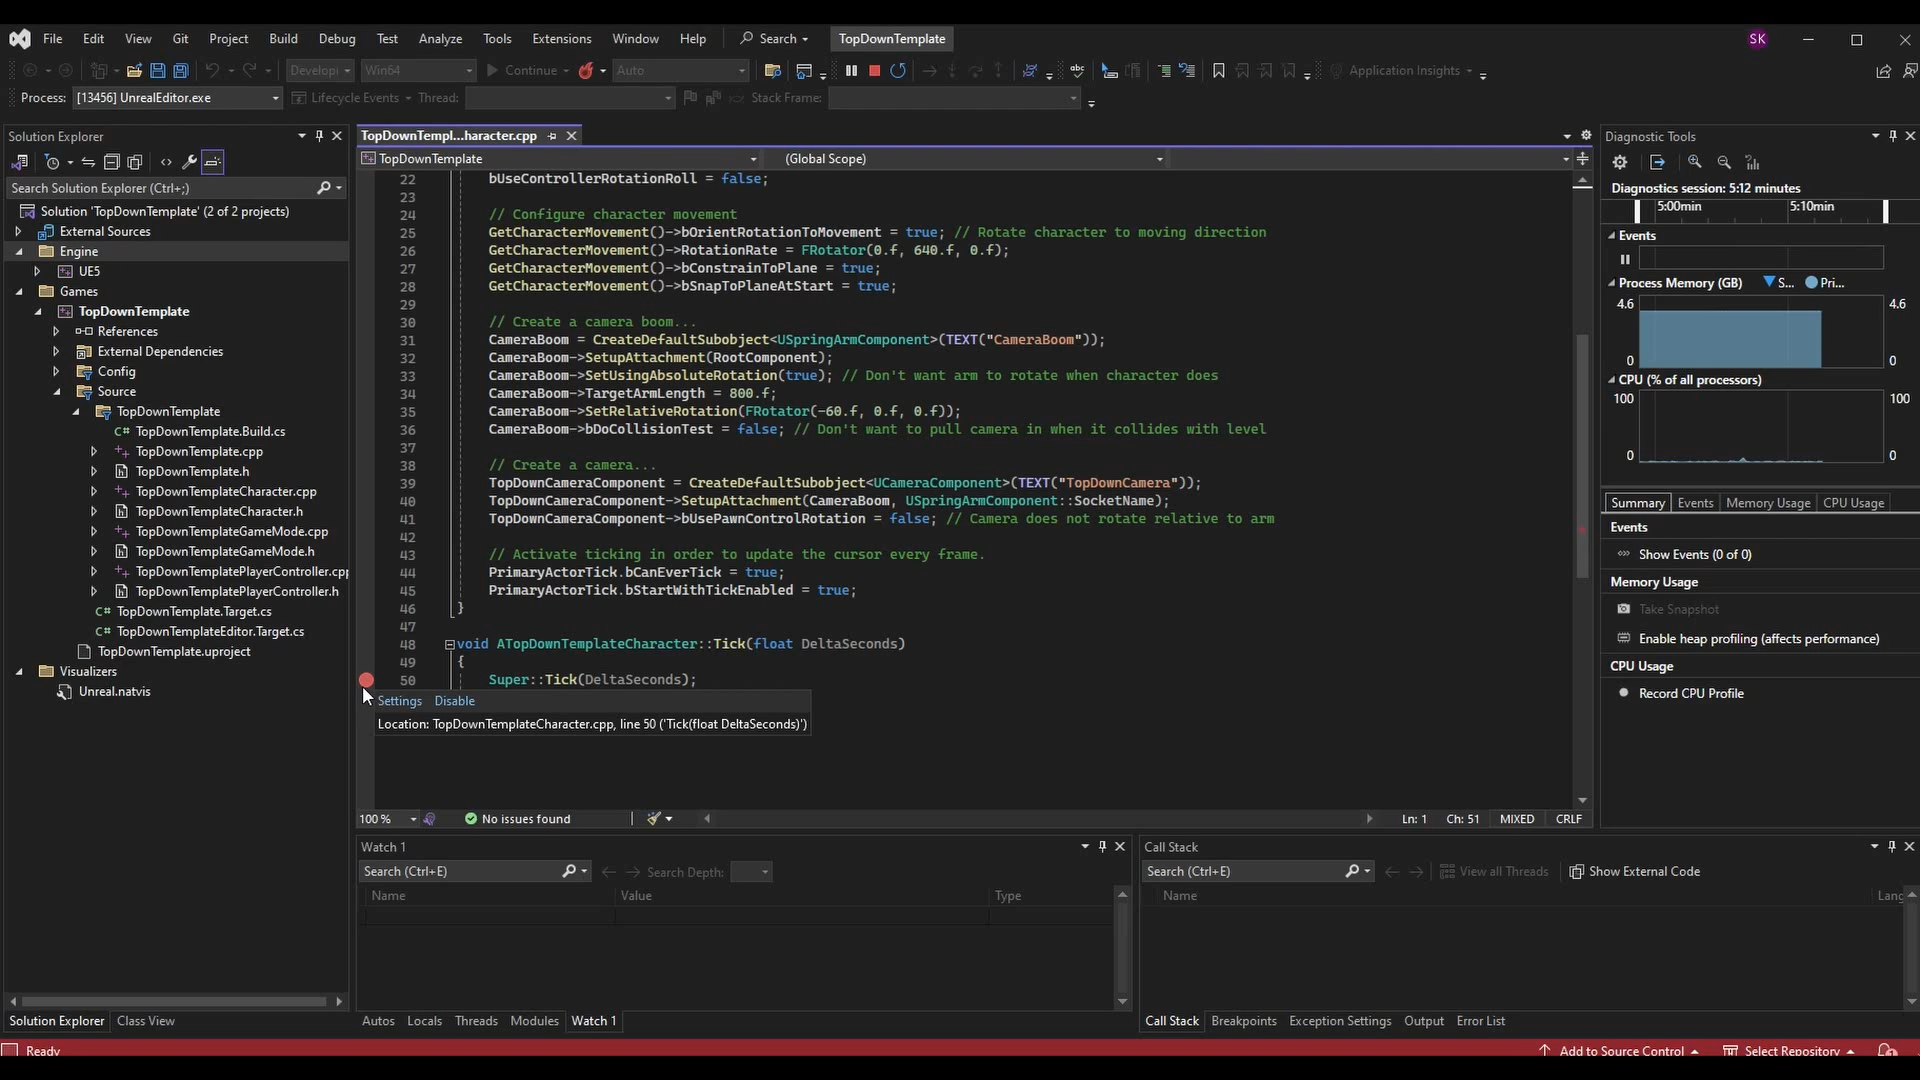 File Edit View Git Project Build Debug Test Analyze Tools Extensions Window Help Search TopDownTemplate SK
Develop Win64 Continue Auto Application Insights
Process: [13456] UnrealEditor.exe Lifecycle Events Thread: Stack Frame:
Solution Explorer
Search Solution Explorer (Ctrl+;)
Solution 'TopDownTemplate' (2 of 2 projects)
External Sources
Engine
UE5
Games
TopDownTemplate
References
External Dependencies
Config
Source
TopDownTemplate
TopDownTemplate.Build.cs
TopDownTemplate.cpp
TopDownTemplate.h
TopDownTemplateCharacter.cpp
TopDownTemplateCharacter.h
TopDownTemplateGameMode.cpp
TopDownTemplateGameMode.h
TopDownTemplatePlayerController.cpp
TopDownTemplatePlayerController.h
TopDownTemplate.Target.cs
TopDownTemplateEditor.Target.cs
TopDownTemplate.uproject
Visualizers
Unreal.natvis
Solution Explorer Class View
TopDownTempl...haracter.cpp
TopDownTemplate (Global Scope)
22 bUseControllerRotationRoll = false;
23
24 // Configure character movement
25 GetCharacterMovement()->bOrientRotationToMovement = true; // Rotate character to moving direction
26 GetCharacterMovement()->RotationRate = FRotator(0.f, 640.f, 0.f);
27 GetCharacterMovement()->bConstrainToPlane = true;
28 GetCharacterMovement()->bSnapToPlaneAtStart = true;
29
30 // Create a camera boom...
31 CameraBoom = CreateDefaultSubobject<USpringArmComponent>(TEXT("CameraBoom"));
32 CameraBoom->SetupAttachment(RootComponent);
33 CameraBoom->SetUsingAbsoluteRotation(true); // Don't want arm to rotate when character does
34 CameraBoom->TargetArmLength = 800.f;
35 CameraBoom->SetRelativeRotation(FRotator(-60.f, 0.f, 0.f));
36 CameraBoom->bDoCollisionTest = false; // Don't want to pull camera in when it collides with level
37
38 // Create a camera...
39 TopDownCameraComponent = CreateDefaultSubobject<UCameraComponent>(TEXT("TopDownCamera"));
40 TopDownCameraComponent->SetupAttachment(CameraBoom, USpringArmComponent::SocketName);
41 TopDownCameraComponent->bUsePawnControlRotation = false; // Camera does not rotate relative to arm
42
43 // Activate ticking in order to update the cursor every frame.
44 PrimaryActorTick.bCanEverTick = true;
45 PrimaryActorTick.bStartWithTickEnabled = true;
46 }
47
48 void ATopDownTemplateCharacter::Tick(float DeltaSeconds)
49 {
50 Super::Tick(DeltaSeconds);
Settings Disable
Location: TopDownTemplateCharacter.cpp, line 50 ('Tick(float DeltaSeconds)')
100 % No issues found Ln: 1 Ch: 51 MIXED CRLF
Watch 1
Search (Ctrl+E) Search Depth:
Name Value Type
Autos Locals Threads Modules Watch 1
Call Stack
Search (Ctrl+E) View all Threads Show External Code
Name Lang
Call Stack Breakpoints Exception Settings Output Error List
Diagnostic Tools
Diagnostics session: 5:12 minutes
5:00min 5:10min
Events
Process Memory (GB) S... Pri...
4.6 4.6
0 0
CPU (% of all processors)
100 100
0 0
Summary Events Memory Usage CPU Usage
Events
Show Events (0 of 0)
Memory Usage
Take Snapshot
Enable heap profiling (affects performance)
CPU Usage
Record CPU Profile
Ready Add to Source Control Select Repository